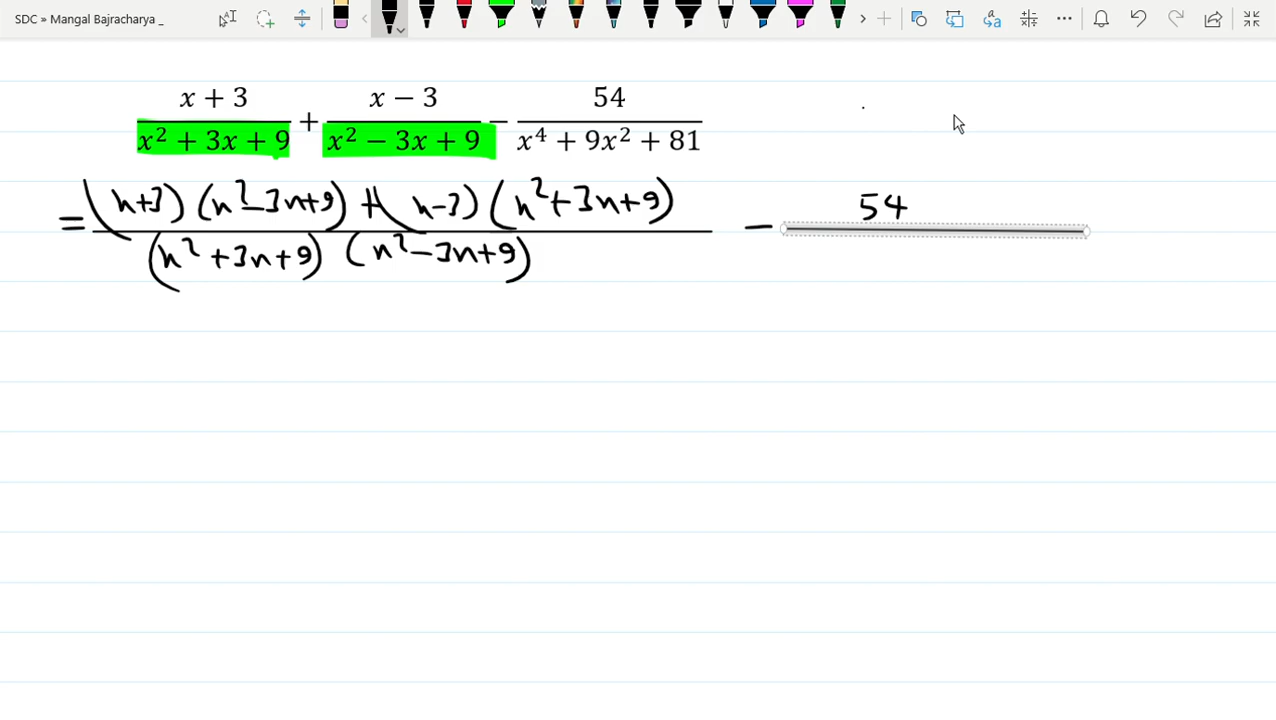 SDC » Mangal Bajracharya _
x + 3 / x² + 3x + 9 + x − 3 / x² − 3x + 9 − 54 / x⁴ + 9x² + 81
= (x+3) (x²-3x+9) + (x-3) (x²+3x+9) / (x²+3x+9) (x²-3x+9) - 54